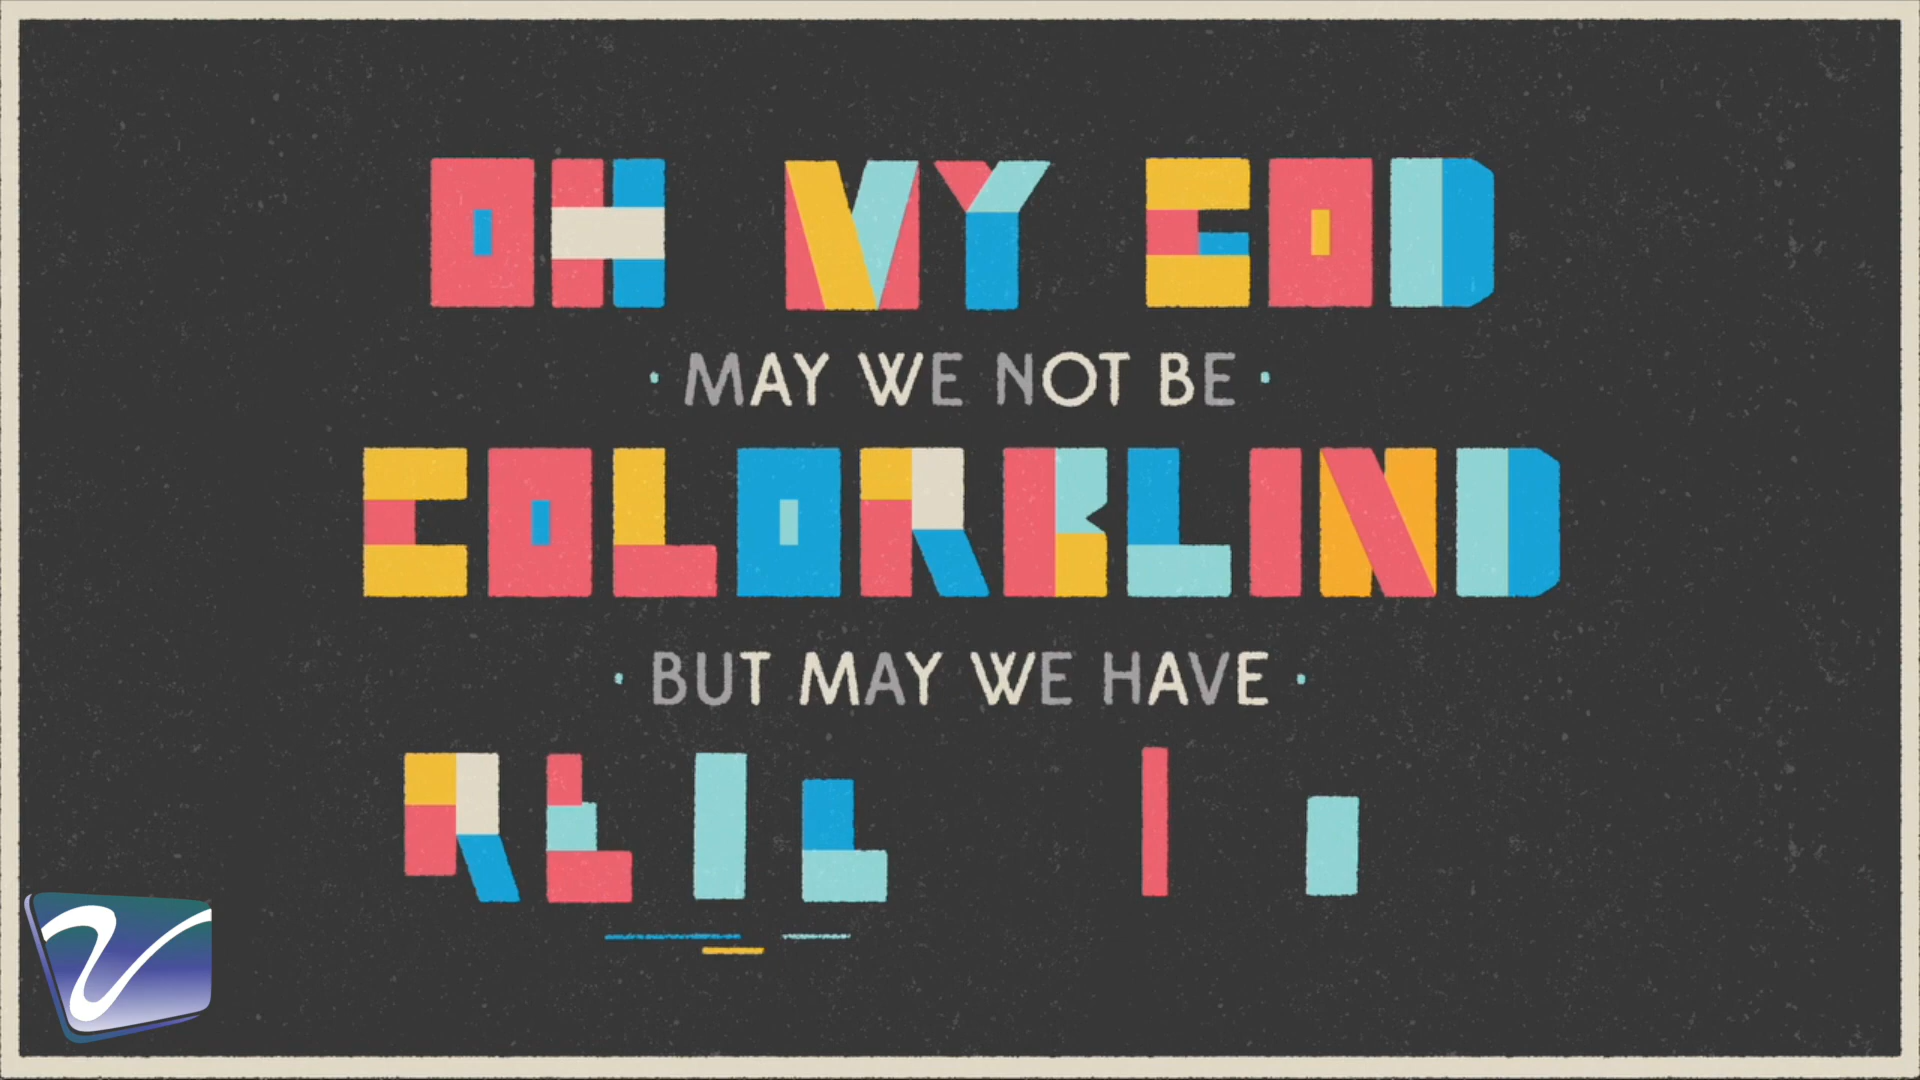 OH MY GOD
· MAY WE NOT BE ·
COLORBLIND
· BUT MAY WE HAVE ·